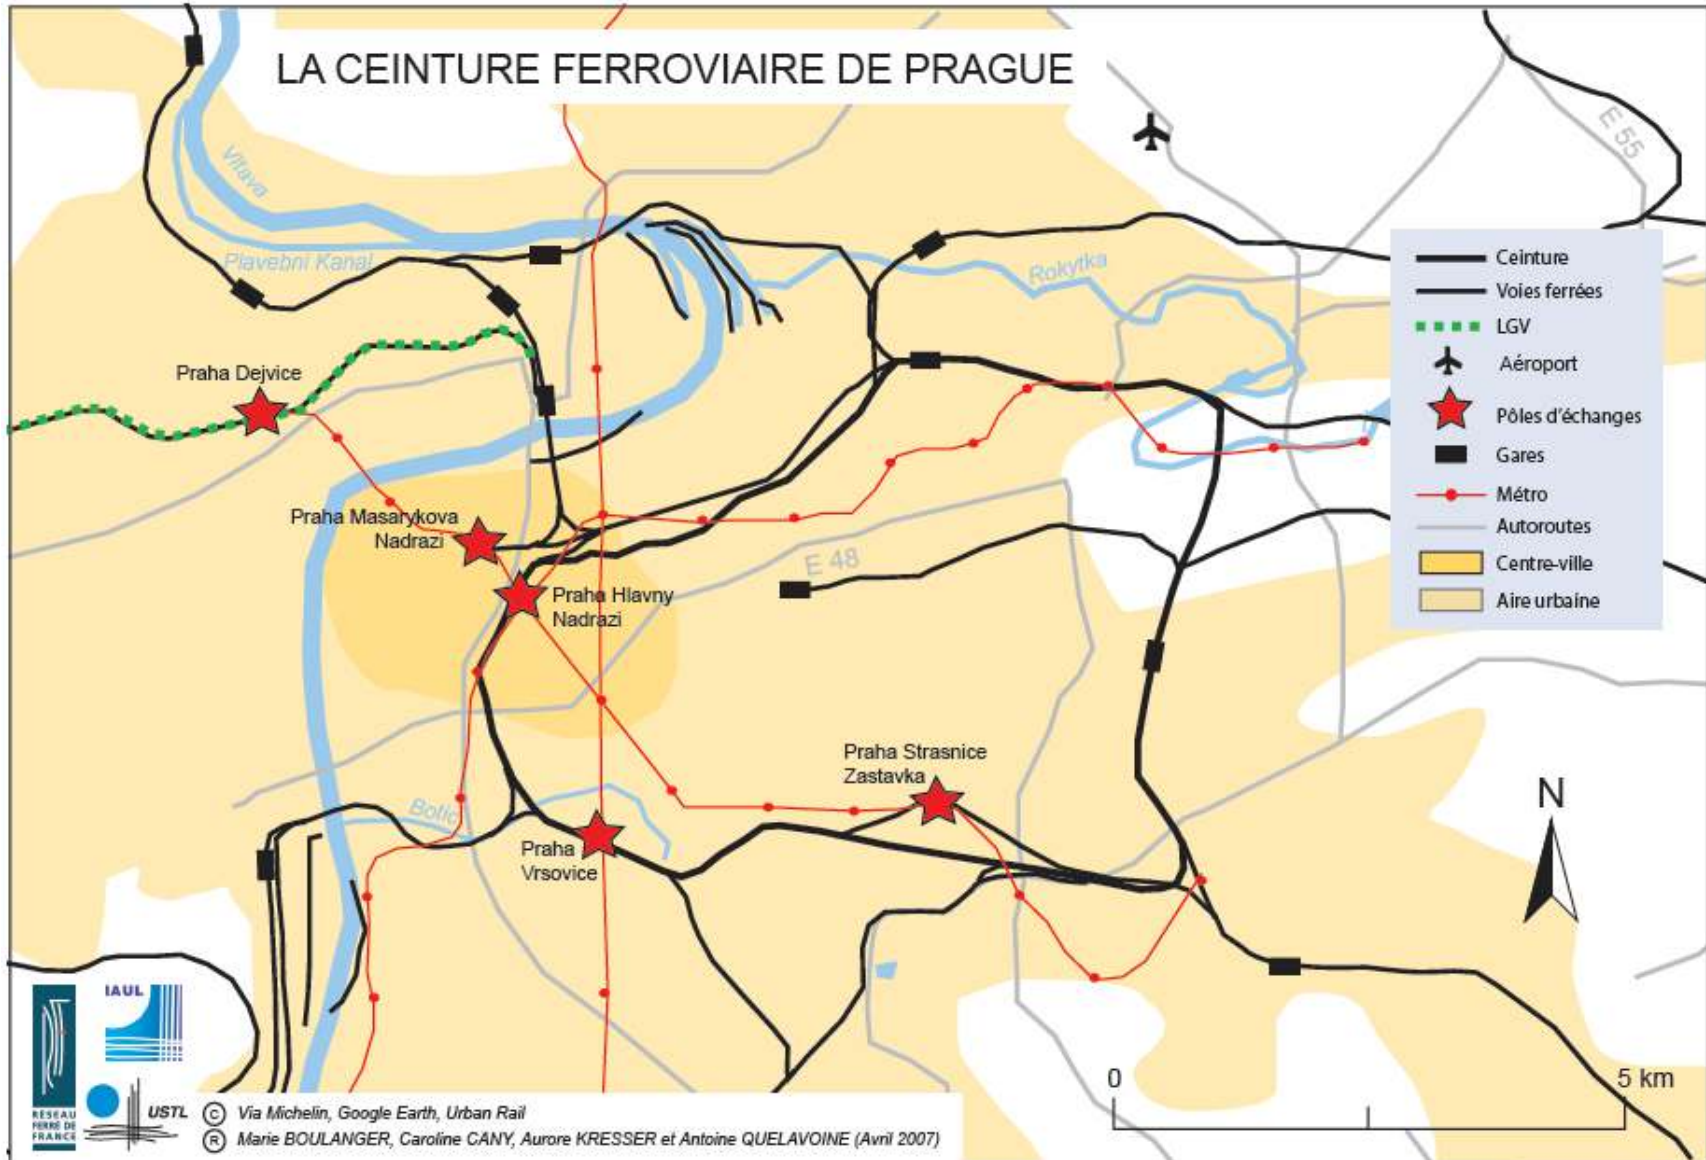 LA CEINTURE FERROVIAIRE DE PRAGUE
E 55
Vltava
Plavebni Kanal
Rokytka
Ceinture
Voies ferrées
LGV
Aéroport
Pôles d'échanges
Gares
Métro
Autoroutes
Centre-ville
Aire urbaine
Praha Dejvice
Praha Masarykova
Nadrazi
E 48
Praha Hlavny
Nadrazi
Praha Strasnice
Zastavka
Botic
Praha
Vrsovice
N
0
5 km
IAUL
RÉSEAU
FERRÉ DE
FRANCE
USTL
C Via Michelin, Google Earth, Urban Rail
R Marie BOULANGER, Caroline CANY, Aurore KRESSER et Antoine QUELAVOINE (Avril 2007)